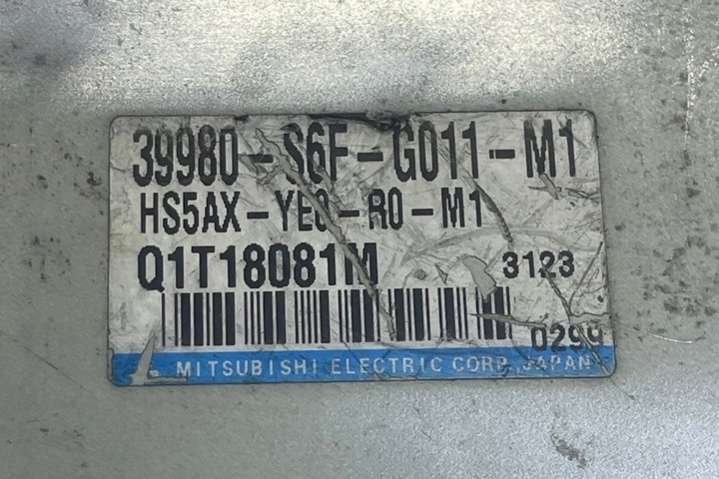 39980-S6F-G011-M1
HS5AX-YE0-R0-M1
Q1T18081M
3123
0299
MITSUBISHI ELECTRIC CORP. JAPAN